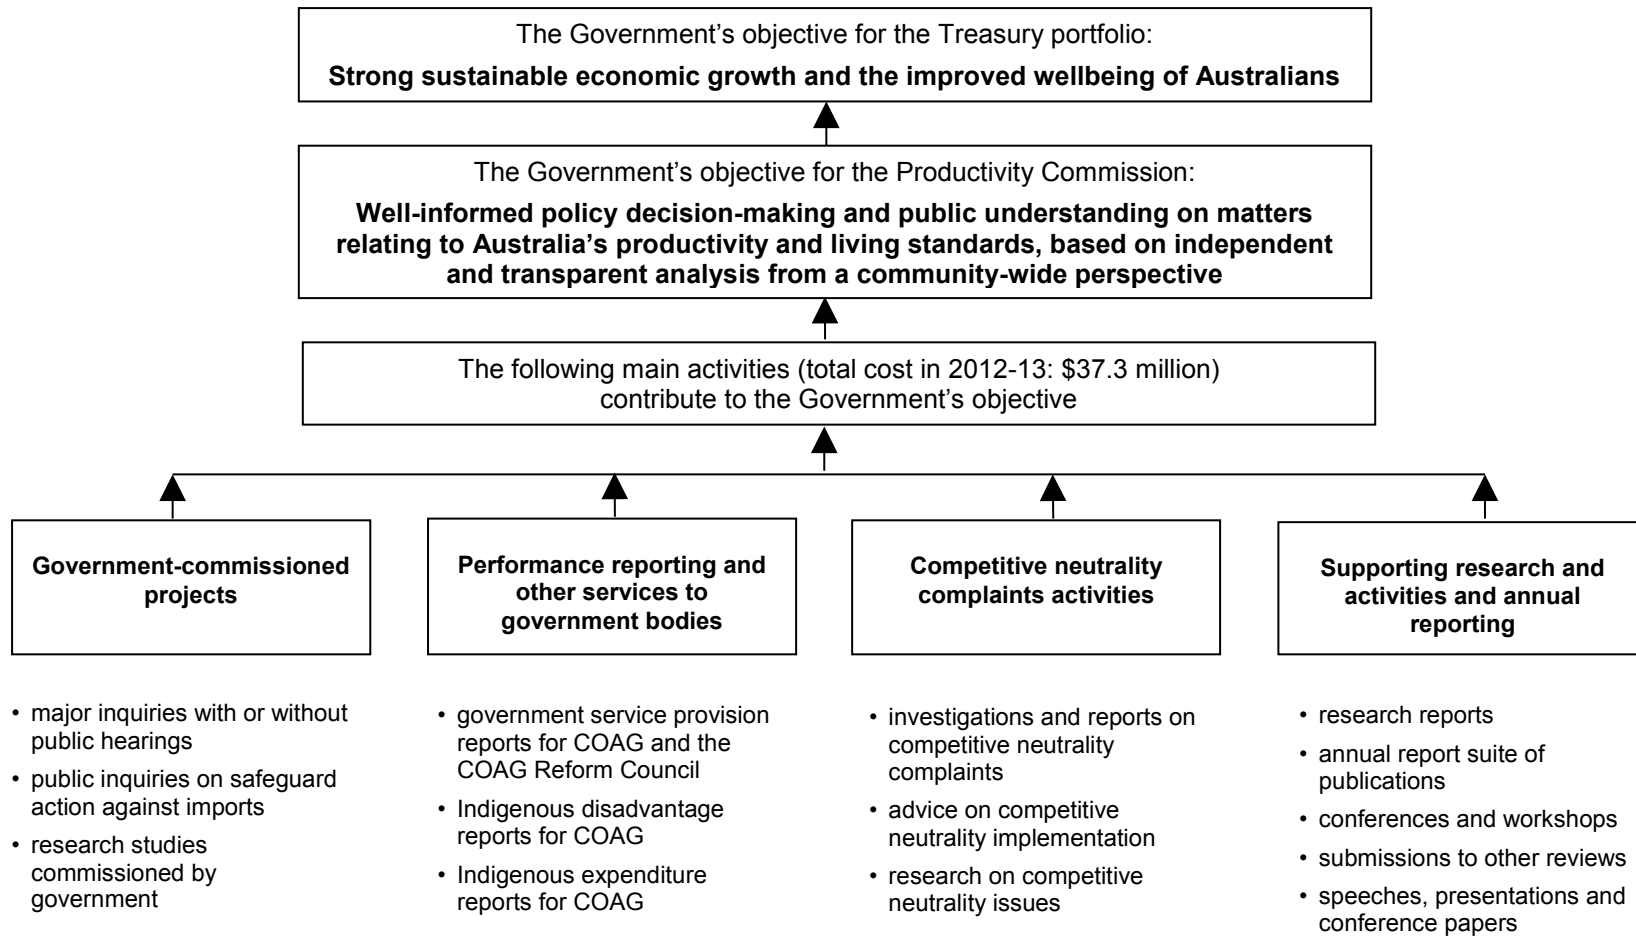 The Government’s objective for the Treasury portfolio:
Strong sustainable economic growth and the improved wellbeing of Australians
The Government’s objective for the Productivity Commission:
Well-informed policy decision-making and public understanding on matters
relating to Australia’s productivity and living standards, based on independent
and transparent analysis from a community-wide perspective
The following main activities (total cost in 2012-13: $37.3 million)
contribute to the Government’s objective
Government-commissioned
projects
• major inquiries with or without
public hearings
• public inquiries on safeguard
action against imports
• research studies
commissioned by
government
Performance reporting and
other services to
government bodies
• government service provision
reports for COAG and the
COAG Reform Council
• Indigenous disadvantage
reports for COAG
• Indigenous expenditure
reports for COAG
Competitive neutrality
complaints activities
• investigations and reports on
competitive neutrality
complaints
• advice on competitive
neutrality implementation
• research on competitive
neutrality issues
Supporting research and
activities and annual
reporting
• research reports
• annual report suite of
publications
• conferences and workshops
• submissions to other reviews
• speeches, presentations and
conference papers